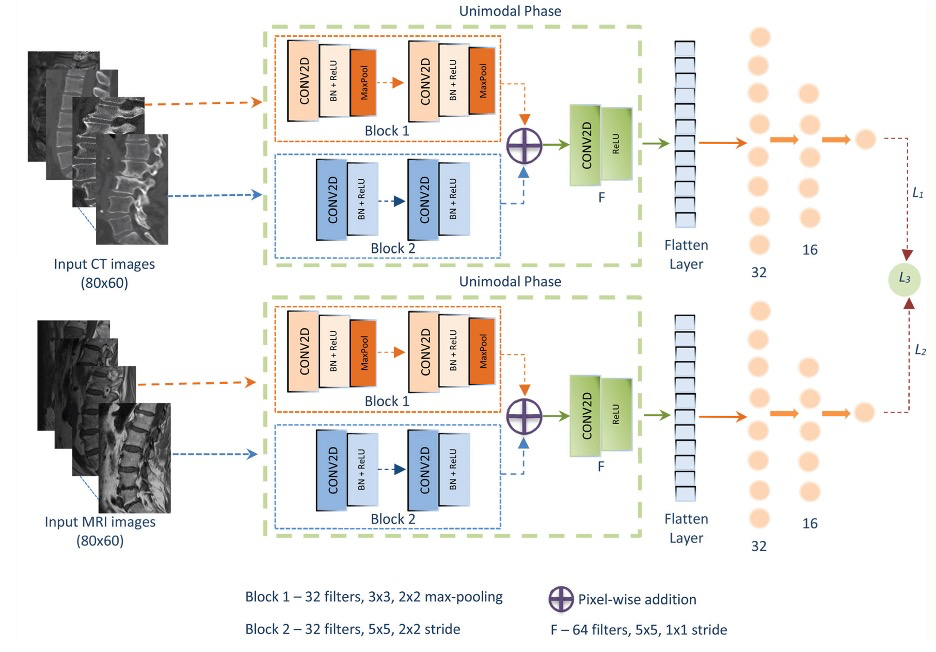 Unimodal Phase
CONV2D
BN + ReLU
MaxPool
CONV2D
BN + ReLU
MaxPool
Block 1
CONV2D
BN + ReLU
CONV2D
BN + ReLU
Block 2
CONV2D
ReLU
F
Input CT images
(80x60)
Flatten
Layer
32
16
L1
L3
L2
Unimodal Phase
CONV2D
BN + ReLU
MaxPool
CONV2D
BN + ReLU
MaxPool
Block 1
CONV2D
BN + ReLU
CONV2D
BN + ReLU
Block 2
CONV2D
ReLU
F
Input MRI images
(80x60)
Flatten
Layer
32
16
Block 1 – 32 filters, 3x3, 2x2 max-pooling
Pixel-wise addition
Block 2 – 32 filters, 5x5, 2x2 stride
F – 64 filters, 5x5, 1x1 stride